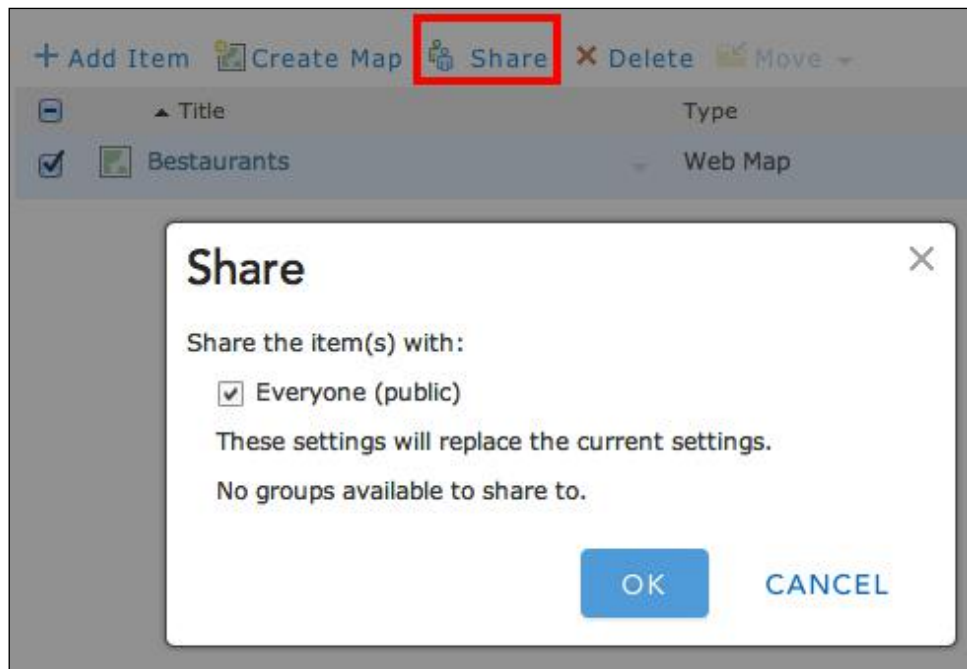 + Add Item Create Map Share × Delete Move
Title Type
Bestaurants Web Map
Share
Share the item(s) with:
Everyone (public)
These settings will replace the current settings.
No groups available to share to.
OK CANCEL